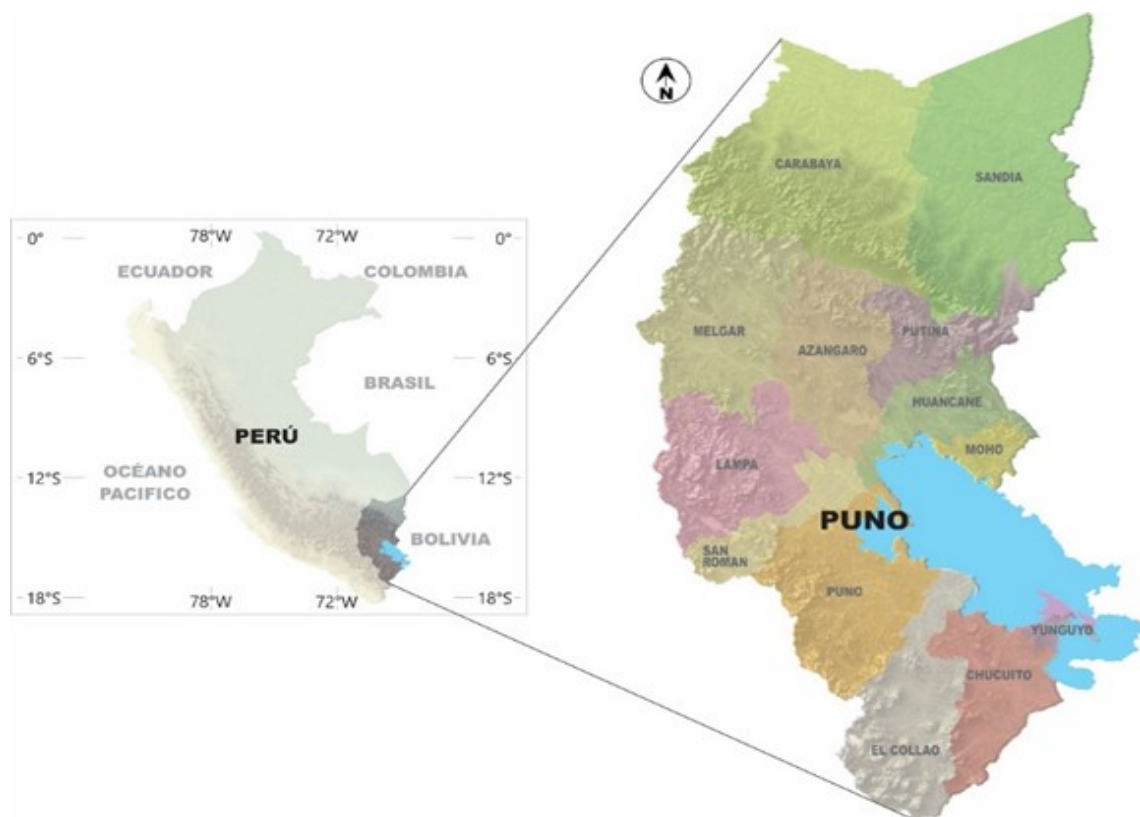 N
0°
78°W
72°W
0°
ECUADOR
COLOMBIA
6°S
6°S
BRASIL
PERÚ
OCÉANO
PACIFICO
12°S
12°S
BOLIVIA
18°S
78°W
72°W
18°S
CARABAYA
SANDIA
MELGAR
AZANGARO
PUTINA
HUANCANE
MOHO
LAMPA
PUNO
SAN
ROMAN
PUNO
YUNGUYO
CHUCUITO
EL COLLAO